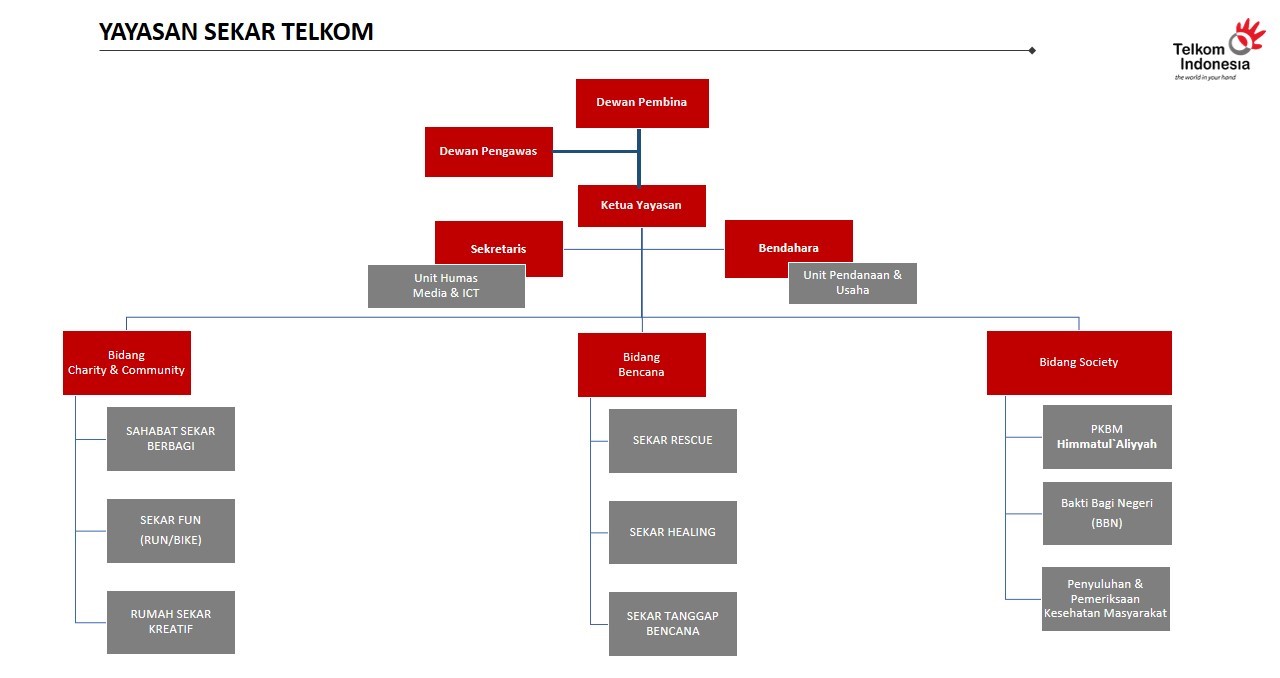 YAYASAN SEKAR TELKOM
Telkom
Indonesia
the world in your hand
Dewan Pembina
Dewan Pengawas
Ketua Yayasan
Sekretaris
Unit Humas
Media & ICT
Bendahara
Unit Pendanaan &
Usaha
Bidang
Charity & Community
SAHABAT SEKAR
BERBAGI
SEKAR FUN
(RUN/BIKE)
RUMAH SEKAR
KREATIF
Bidang
Bencana
SEKAR RESCUE
SEKAR HEALING
SEKAR TANGGAP
BENCANA
Bidang Society
PKBM
Himmatul`Aliyyah
Bakti Bagi Negeri
(BBN)
Penyuluhan &
Pemeriksaan
Kesehatan Masyarakat